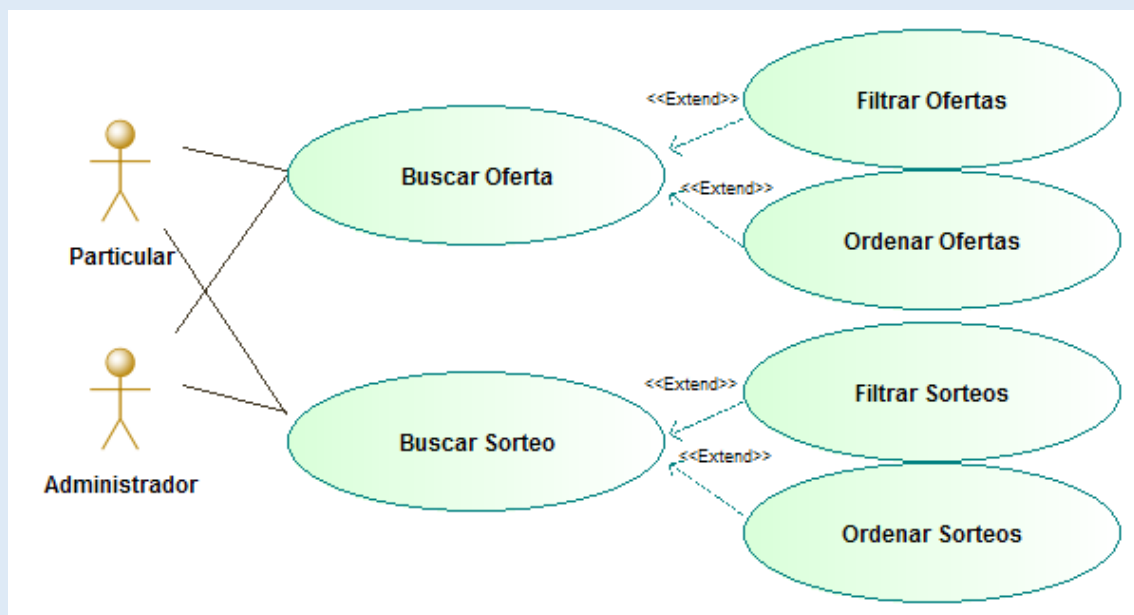 <<Extend>>
Filtrar Ofertas
Buscar Oferta
<<Extend>>
Ordenar Ofertas
Particular
<<Extend>>
Filtrar Sorteos
Buscar Sorteo
<<Extend>>
Administrador
Ordenar Sorteos